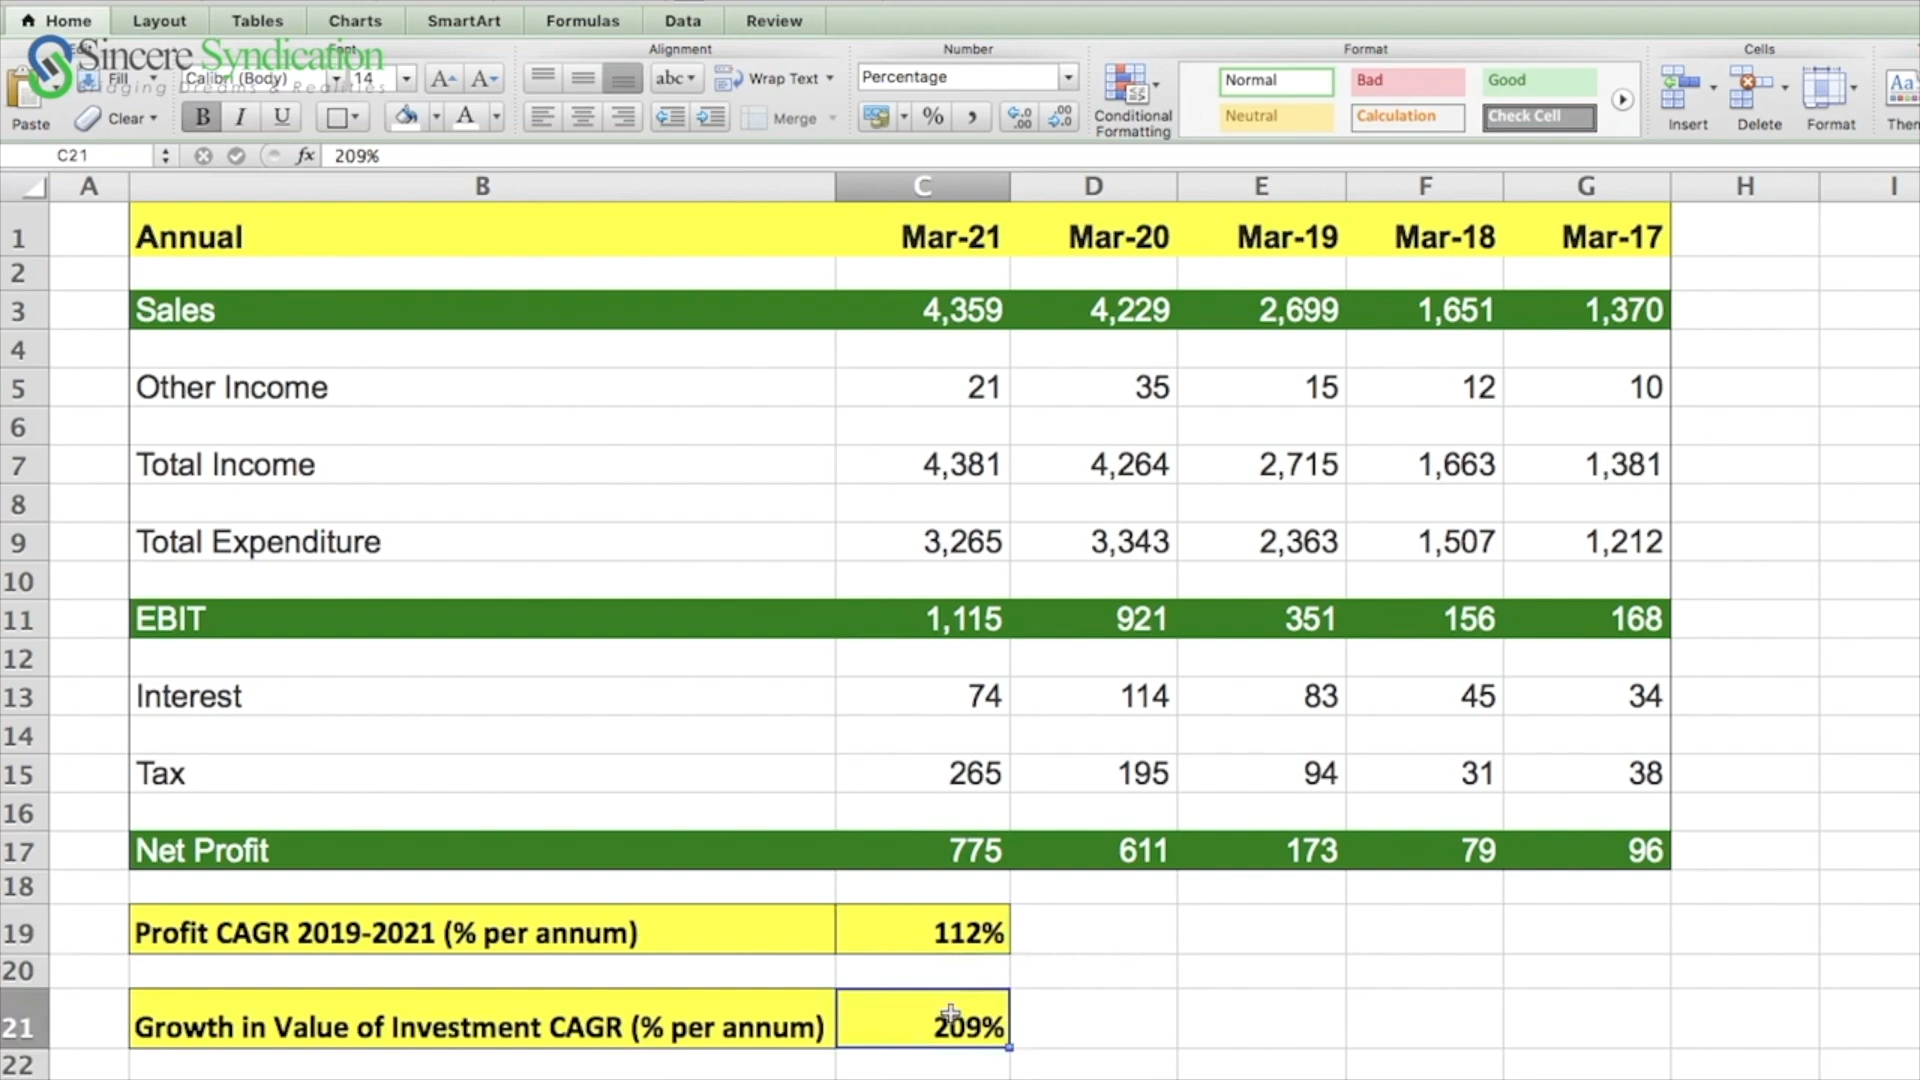 Home Layout Tables Charts SmartArt Formulas Data Review
Font Alignment Number Format Cells
Sincere Syndication
Bridging Dreams & Realities
Fill Calibri (Body) 14 A A abc Wrap Text Percentage Normal Bad Good
Paste Clear B I U A Merge % Conditional Formatting Neutral Calculation Check Cell Insert Delete Format
C21 fx 209%
A B C D E F G H I
1 Annual Mar-21 Mar-20 Mar-19 Mar-18 Mar-17
2
3 Sales 4,359 4,229 2,699 1,651 1,370
4
5 Other Income 21 35 15 12 10
6
7 Total Income 4,381 4,264 2,715 1,663 1,381
8
9 Total Expenditure 3,265 3,343 2,363 1,507 1,212
10
11 EBIT 1,115 921 351 156 168
12
13 Interest 74 114 83 45 34
14
15 Tax 265 195 94 31 38
16
17 Net Profit 775 611 173 79 96
18
19 Profit CAGR 2019-2021 (% per annum) 112%
20
21 Growth in Value of Investment CAGR (% per annum) 209%
22